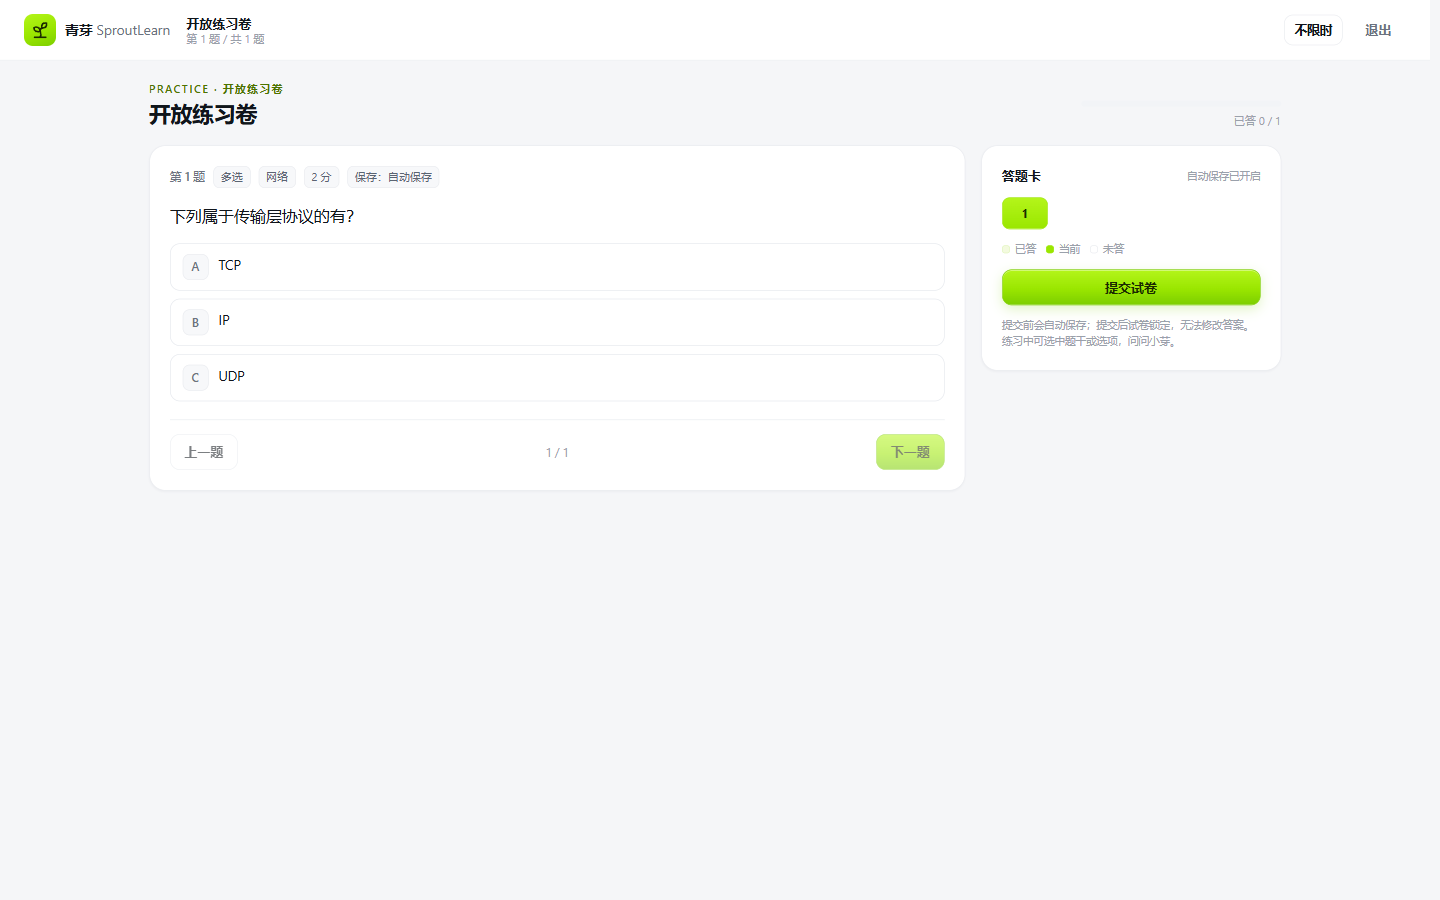 青芽 SproutLearn
开放练习卷
第 1 题 / 共 1 题
不限时
退出
PRACTICE · 开放练习卷
开放练习卷
已答 0 / 1
第 1 题 多选 网络 2 分 保存：自动保存
下列属于传输层协议的有？
A TCP
B IP
C UDP
上一题
1 / 1
下一题
答题卡
自动保存已开启
1
已答 当前 未答
提交试卷
提交前会自动保存；提交后试卷锁定，无法修改答案。
练习中可选中题干或选项，问问小芽。